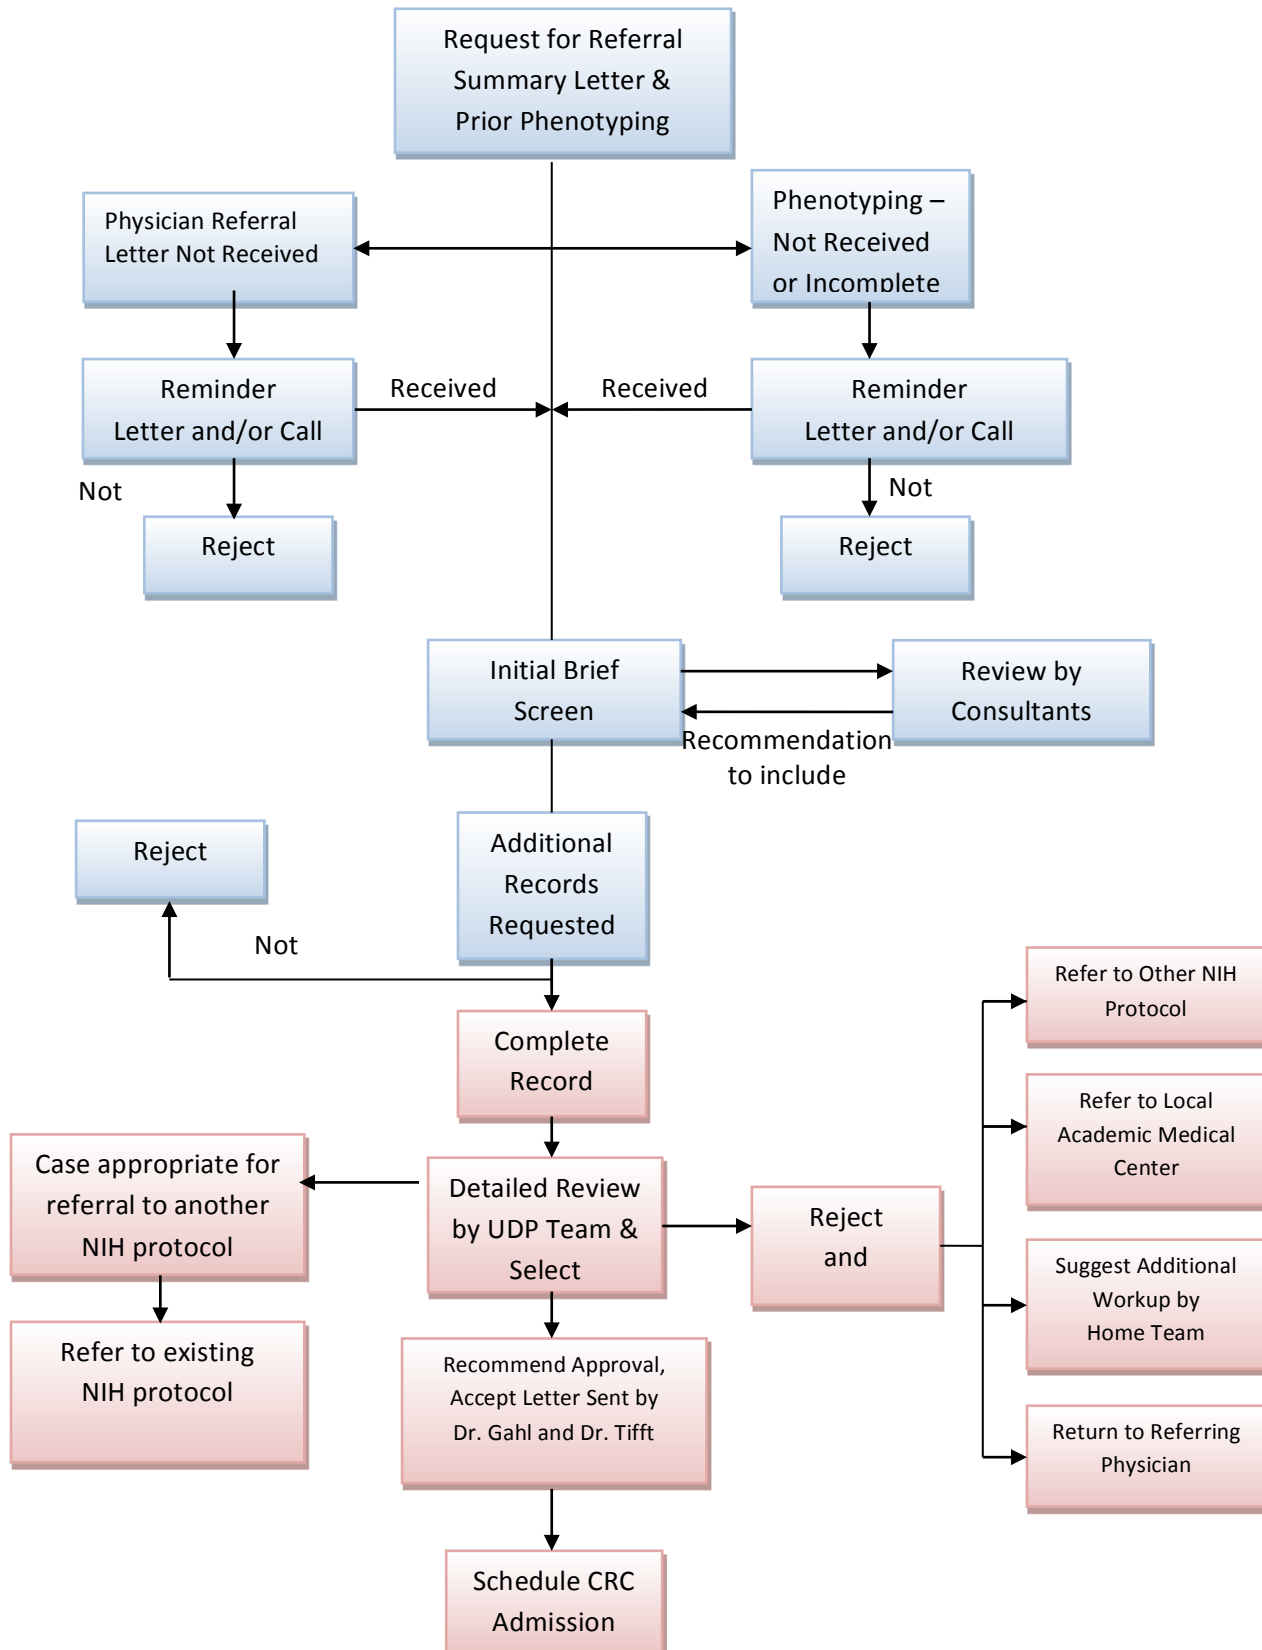 Request for Referral
Summary Letter &
Prior Phenotyping
Physician Referral
Letter Not Received
Phenotyping –
Not Received
or Incomplete
Reminder
Letter and/or Call
Received
Received
Reminder
Letter and/or Call
Not
Not
Reject
Reject
Initial Brief
Screen
Review by
Consultants
Recommendation
to include
Reject
Additional
Records
Requested
Not
Complete
Record
Refer to Other NIH
Protocol
Refer to Local
Academic Medical
Center
Case appropriate for
referral to another
NIH protocol
Detailed Review
by UDP Team &
Select
Reject
and
Suggest Additional
Workup by
Home Team
Refer to existing
NIH protocol
Recommend Approval,
Accept Letter Sent by
Dr. Gahl and Dr. Tifft
Return to Referring
Physician
Schedule CRC
Admission